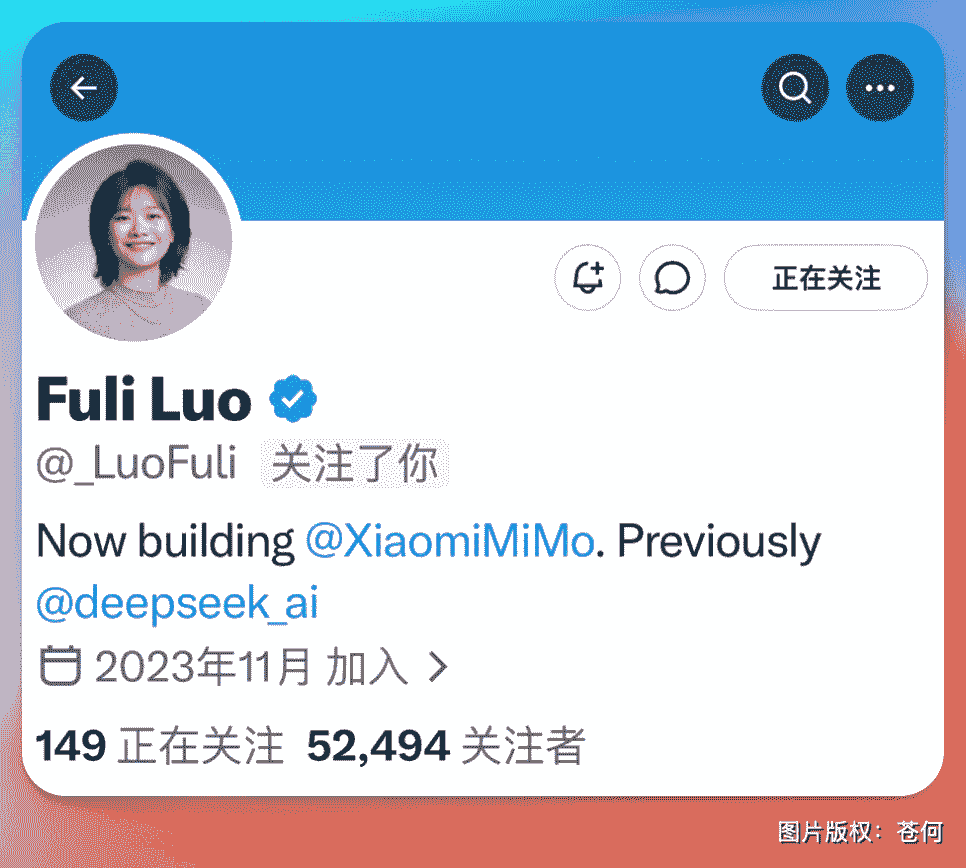 正在关注
Fuli Luo
@_LuoFuli 关注了你
Now building @XiaomiMiMo. Previously
@deepseek_ai
2023年11月 加入
149 正在关注 52,494 关注者
图片版权：苍何